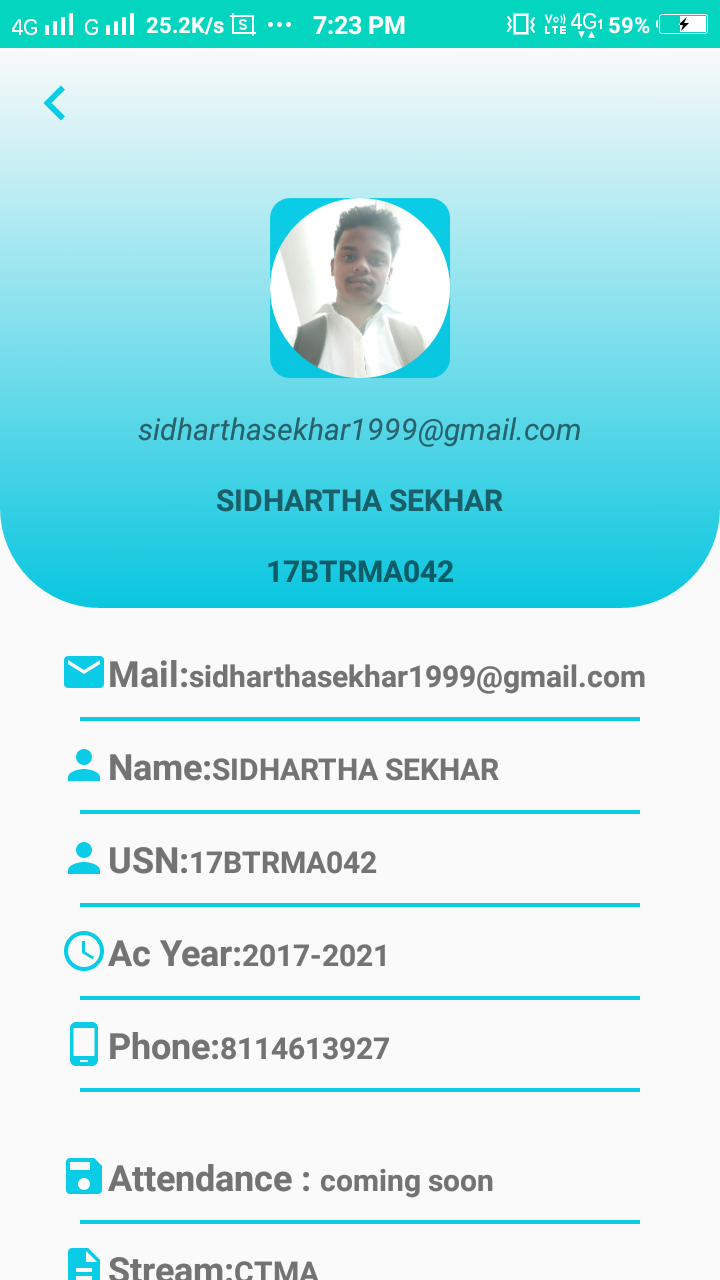 4G G 25.2K/s S ... 7:23 PM Vo)) LTE 4G1 59%
sidharthasekhar1999@gmail.com
SIDHARTHA SEKHAR
17BTRMA042
Mail:sidharthasekhar1999@gmail.com
Name:SIDHARTHA SEKHAR
USN:17BTRMA042
Ac Year:2017-2021
Phone:8114613927
Attendance : coming soon
Stream:CTMA